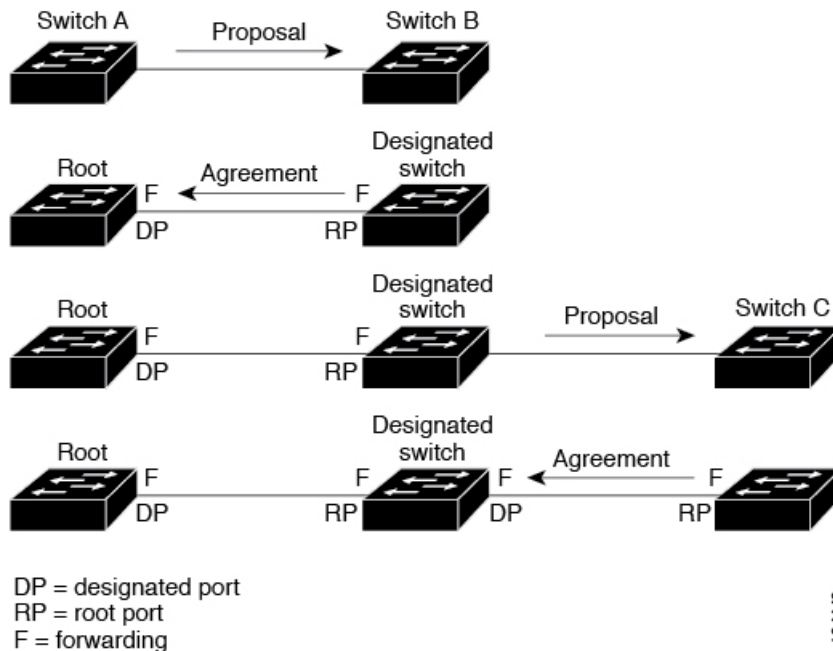 Switch A
Proposal
Switch B
Root
F
Agreement
F
Designated
switch
DP
RP
Root
F
DP
Designated
switch
F
RP
Proposal
Switch C
Root
F
DP
Designated
switch
F
RP
F
DP
Agreement
F
RP
DP = designated port
RP = root port
F = forwarding